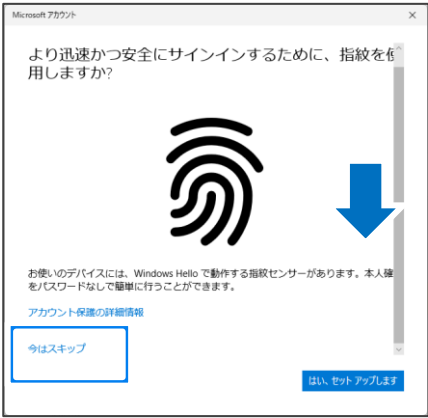 Microsoft アカウント
より迅速かつ安全にサインインするために、指紋を使
用しますか?
お使いのデバイスには、Windows Hello で動作する指紋センサーがあります。本人確
をパスワードなしで簡単に行うことができます。
アカウント保護の詳細情報
今はスキップ
はい、セット アップします